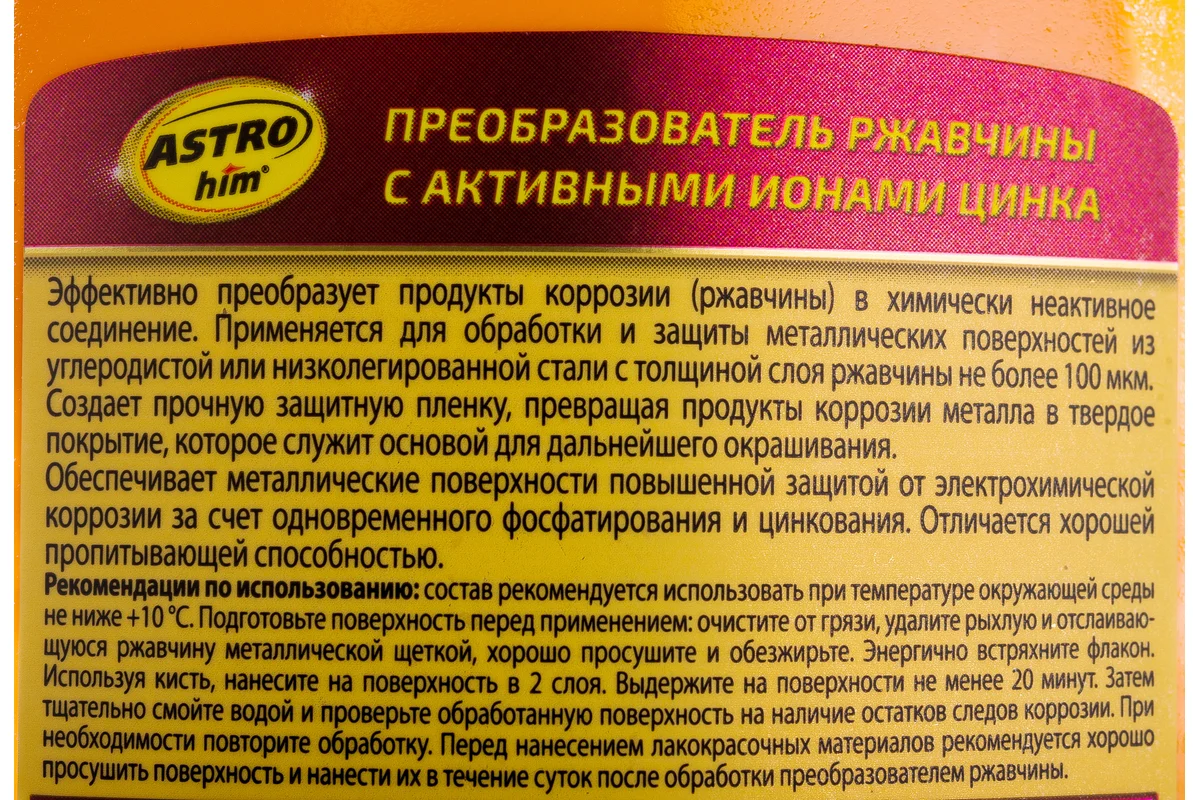 ASTRO
him®
ПРЕОБРАЗОВАТЕЛЬ РЖАВЧИНЫ
С АКТИВНЫМИ ИОНАМИ ЦИНКА
Эффективно преобразует продукты коррозии (ржавчины) в химически неактивное
соединение. Применяется для обработки и защиты металлических поверхностей из
углеродистой или низколегированной стали с толщиной слоя ржавчины не более 100 мкм.
Создает прочную защитную пленку, превращая продукты коррозии металла в твердое
покрытие, которое служит основой для дальнейшего окрашивания.
Обеспечивает металлические поверхности повышенной защитой от электрохимической
коррозии за счет одновременного фосфатирования и цинкования. Отличается хорошей
пропитывающей способностью.
Рекомендации по использованию: состав рекомендуется использовать при температуре окружающей среды
не ниже +10 °С. Подготовьте поверхность перед применением: очистите от грязи, удалите рыхлую и отслаиваю-
щуюся ржавчину металлической щеткой, хорошо просушите и обезжирьте. Энергично встряхните флакон.
Используя кисть, нанесите на поверхность в 2 слоя. Выдержите на поверхности не менее 20 минут. Затем
тщательно смойте водой и проверьте обработанную поверхность на наличие остатков следов коррозии. При
необходимости повторите обработку. Перед нанесением лакокрасочных материалов рекомендуется хорошо
просушить поверхность и нанести их в течение суток после обработки преобразователем ржавчины.